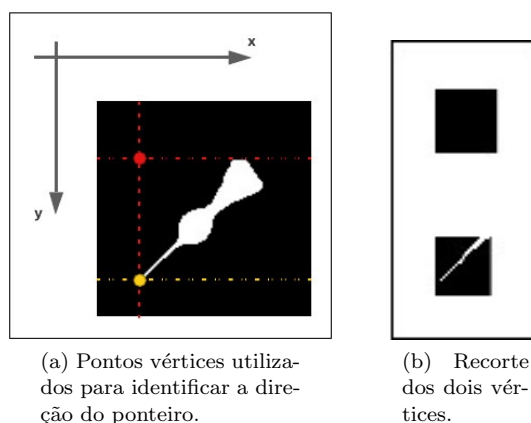 x
y
(a) Pontos vértices utiliza-
dos para identificar a dire-
ção do ponteiro.
(b) Recorte
dos dois vér-
tices.